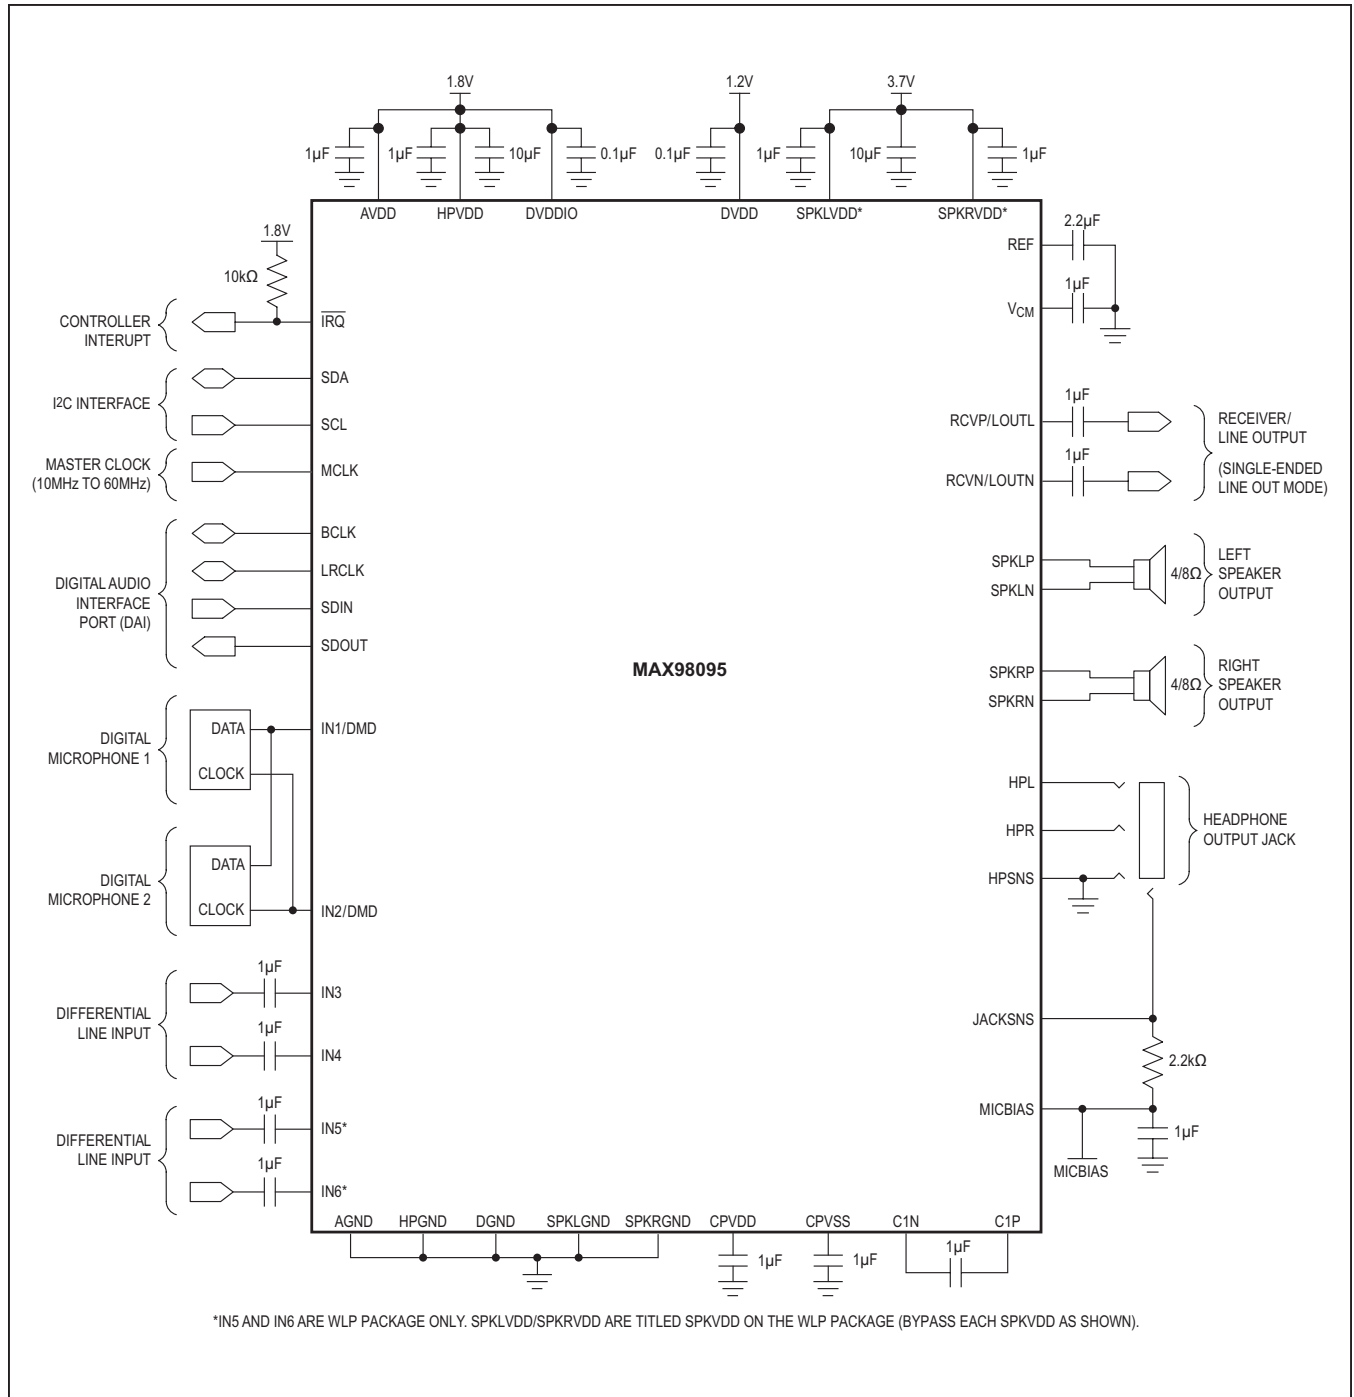 1.8V
1.2V
3.7V
1µF
1µF
10µF
0.1µF
0.1µF
1µF
10µF
1µF
AVDD
HPVDD
DVDDIO
DVDD
SPKLVDD*
SPKRVDD*
1.8V
10kΩ
CONTROLLER
INTERUPT
IRQ
I²C INTERFACE
SDA
SCL
MASTER CLOCK
(10MHz TO 60MHz)
MCLK
DIGITAL AUDIO
INTERFACE
PORT (DAI)
BCLK
LRCLK
SDIN
SDOUT
DIGITAL
MICROPHONE 1
DATA
CLOCK
IN1/DMD
DIGITAL
MICROPHONE 2
DATA
CLOCK
IN2/DMD
DIFFERENTIAL
LINE INPUT
1µF
IN3
1µF
IN4
DIFFERENTIAL
LINE INPUT
1µF
IN5*
1µF
IN6*
MAX98095
REF
2.2µF
VCM
1µF
RCVP/LOUTL
1µF
RCVN/LOUTN
1µF
RECEIVER/
LINE OUTPUT
(SINGLE-ENDED
LINE OUT MODE)
SPKLP
SPKLN
4/8Ω
LEFT
SPEAKER
OUTPUT
SPKRP
SPKRN
4/8Ω
RIGHT
SPEAKER
OUTPUT
HPL
HPR
HPSNS
HEADPHONE
OUTPUT JACK
JACKSNS
2.2kΩ
MICBIAS
1µF
MICBIAS
AGND
HPGND
DGND
SPKLGND
SPKRGND
CPVDD
CPVSS
C1N
C1P
1µF
1µF
1µF
*IN5 AND IN6 ARE WLP PACKAGE ONLY. SPKLVDD/SPKRVDD ARE TITLED SPKVDD ON THE WLP PACKAGE (BYPASS EACH SPKVDD AS SHOWN).